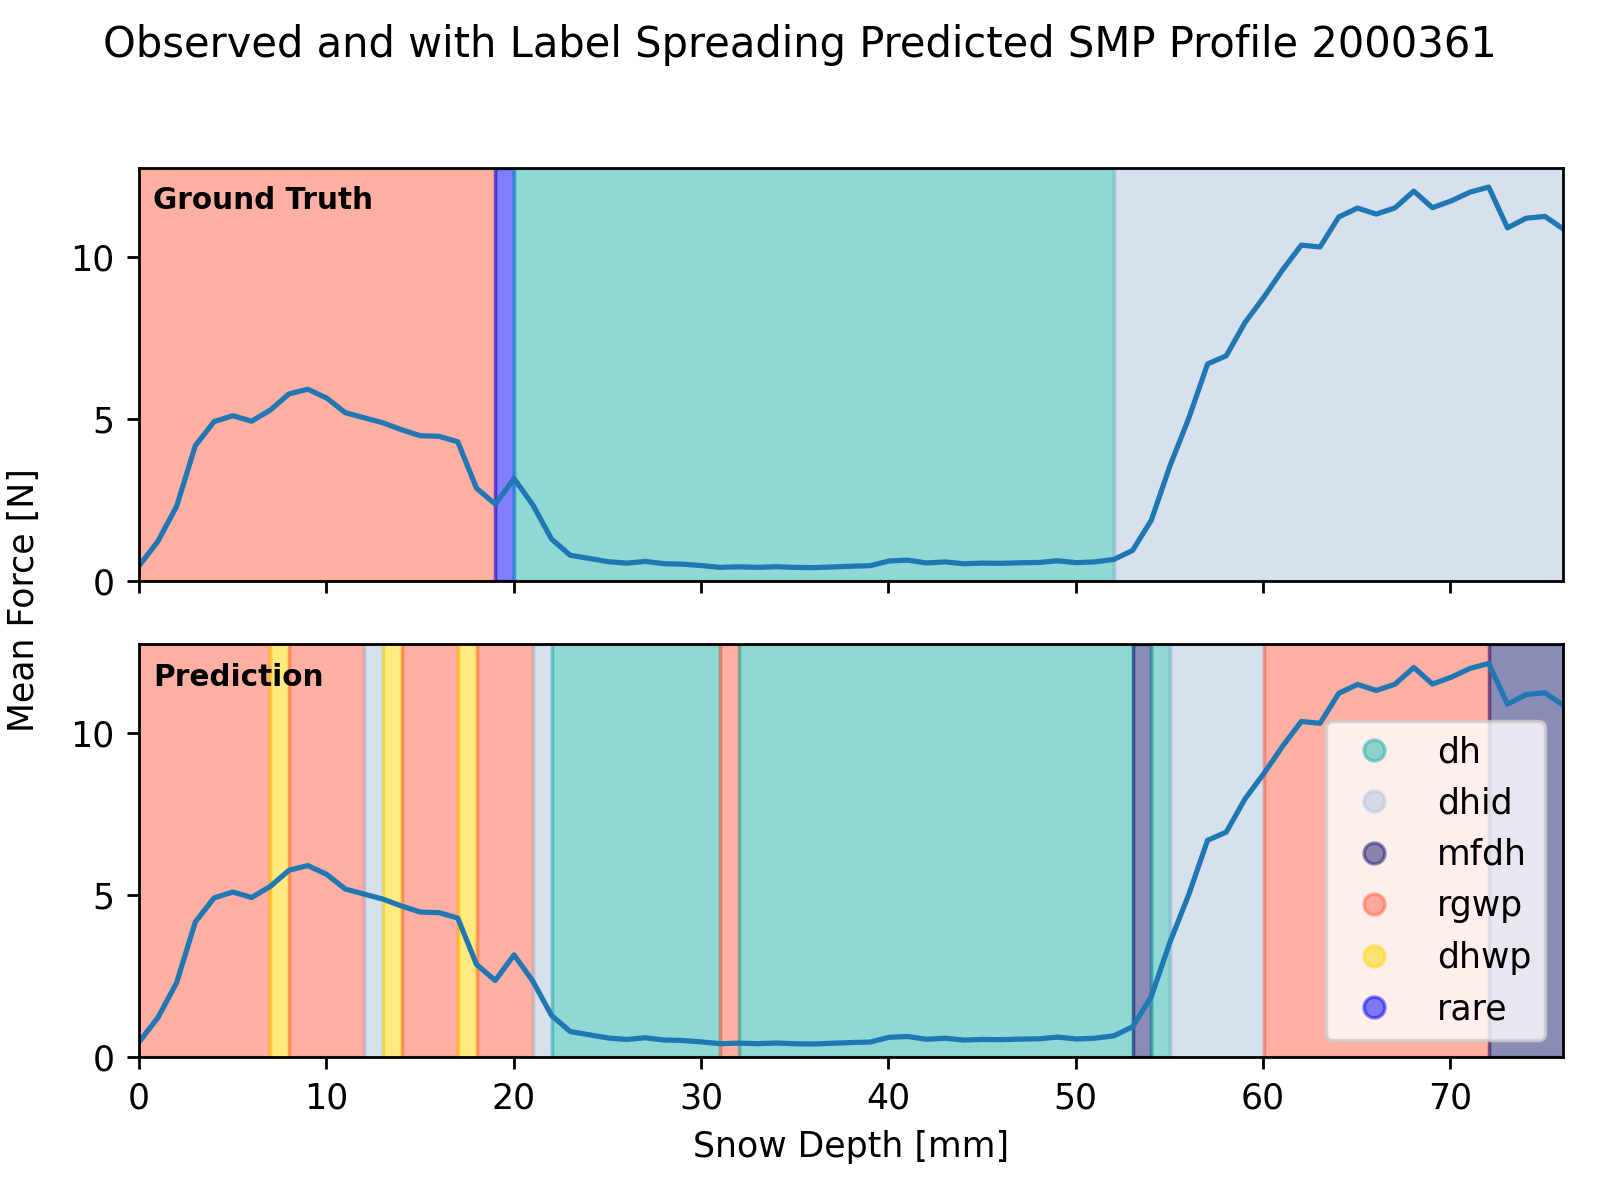 Observed and with Label Spreading Predicted SMP Profile 2000361
Ground Truth
10
5
0
Mean Force [N]
Prediction
10
5
0
dh
dhid
mfdh
rgwp
dhwp
rare
0 10 20 30 40 50 60 70
Snow Depth [mm]